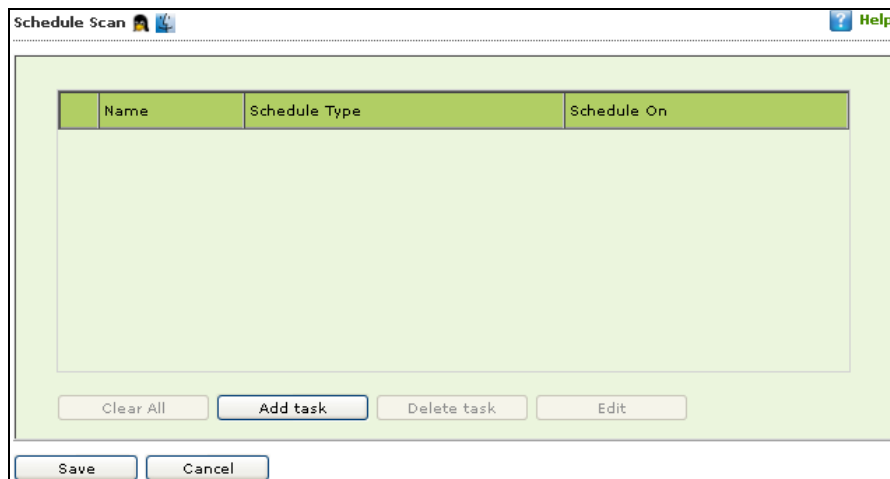 Schedule Scan ? Help
Name Schedule Type Schedule On
Clear All Add task Delete task Edit
Save Cancel